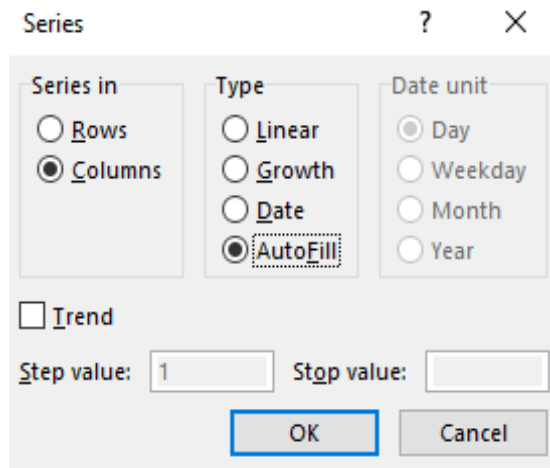 Series ?
Series in
Rows
Columns
Type
Linear
Growth
Date
AutoFill
Date unit
Day
Weekday
Month
Year
Trend
Step value: 1 Stop value:
OK Cancel